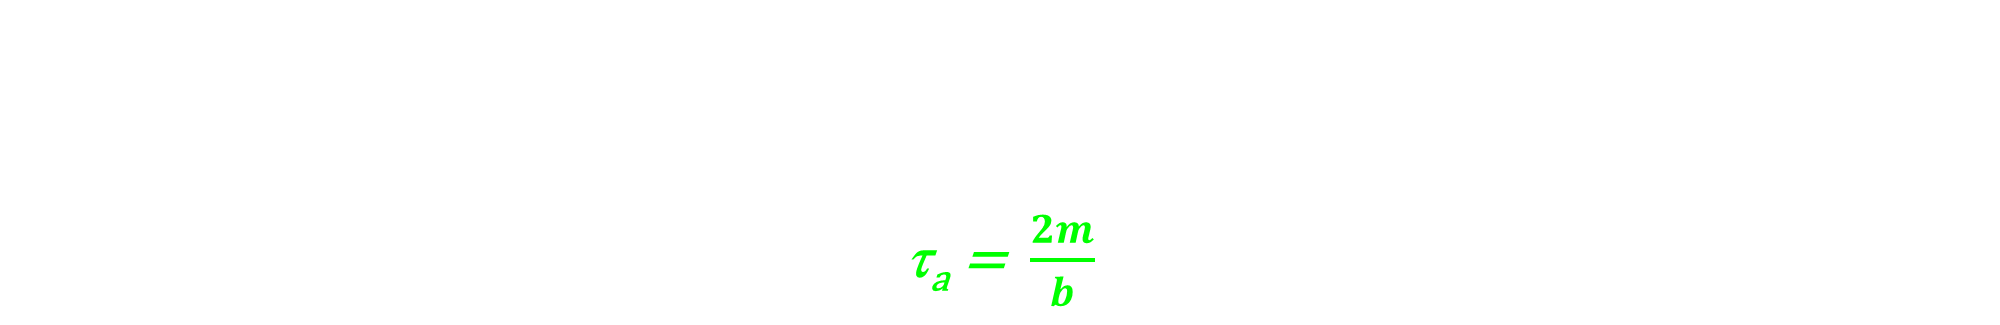 τₐ = 2m/b